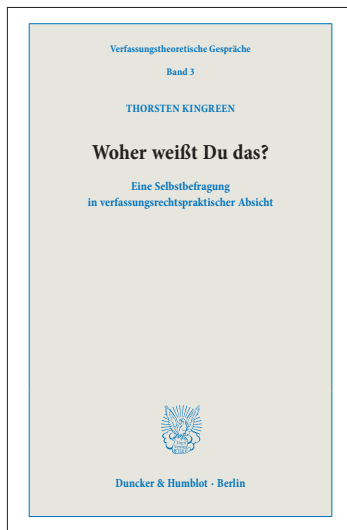 Verfassungstheoretische Gespräche
Band 3
THORSTEN KINGREEN
Woher weißt Du das?
Eine Selbstbefragung
in verfassungsrechtspraktischer Absicht
Duncker & Humblot · Berlin